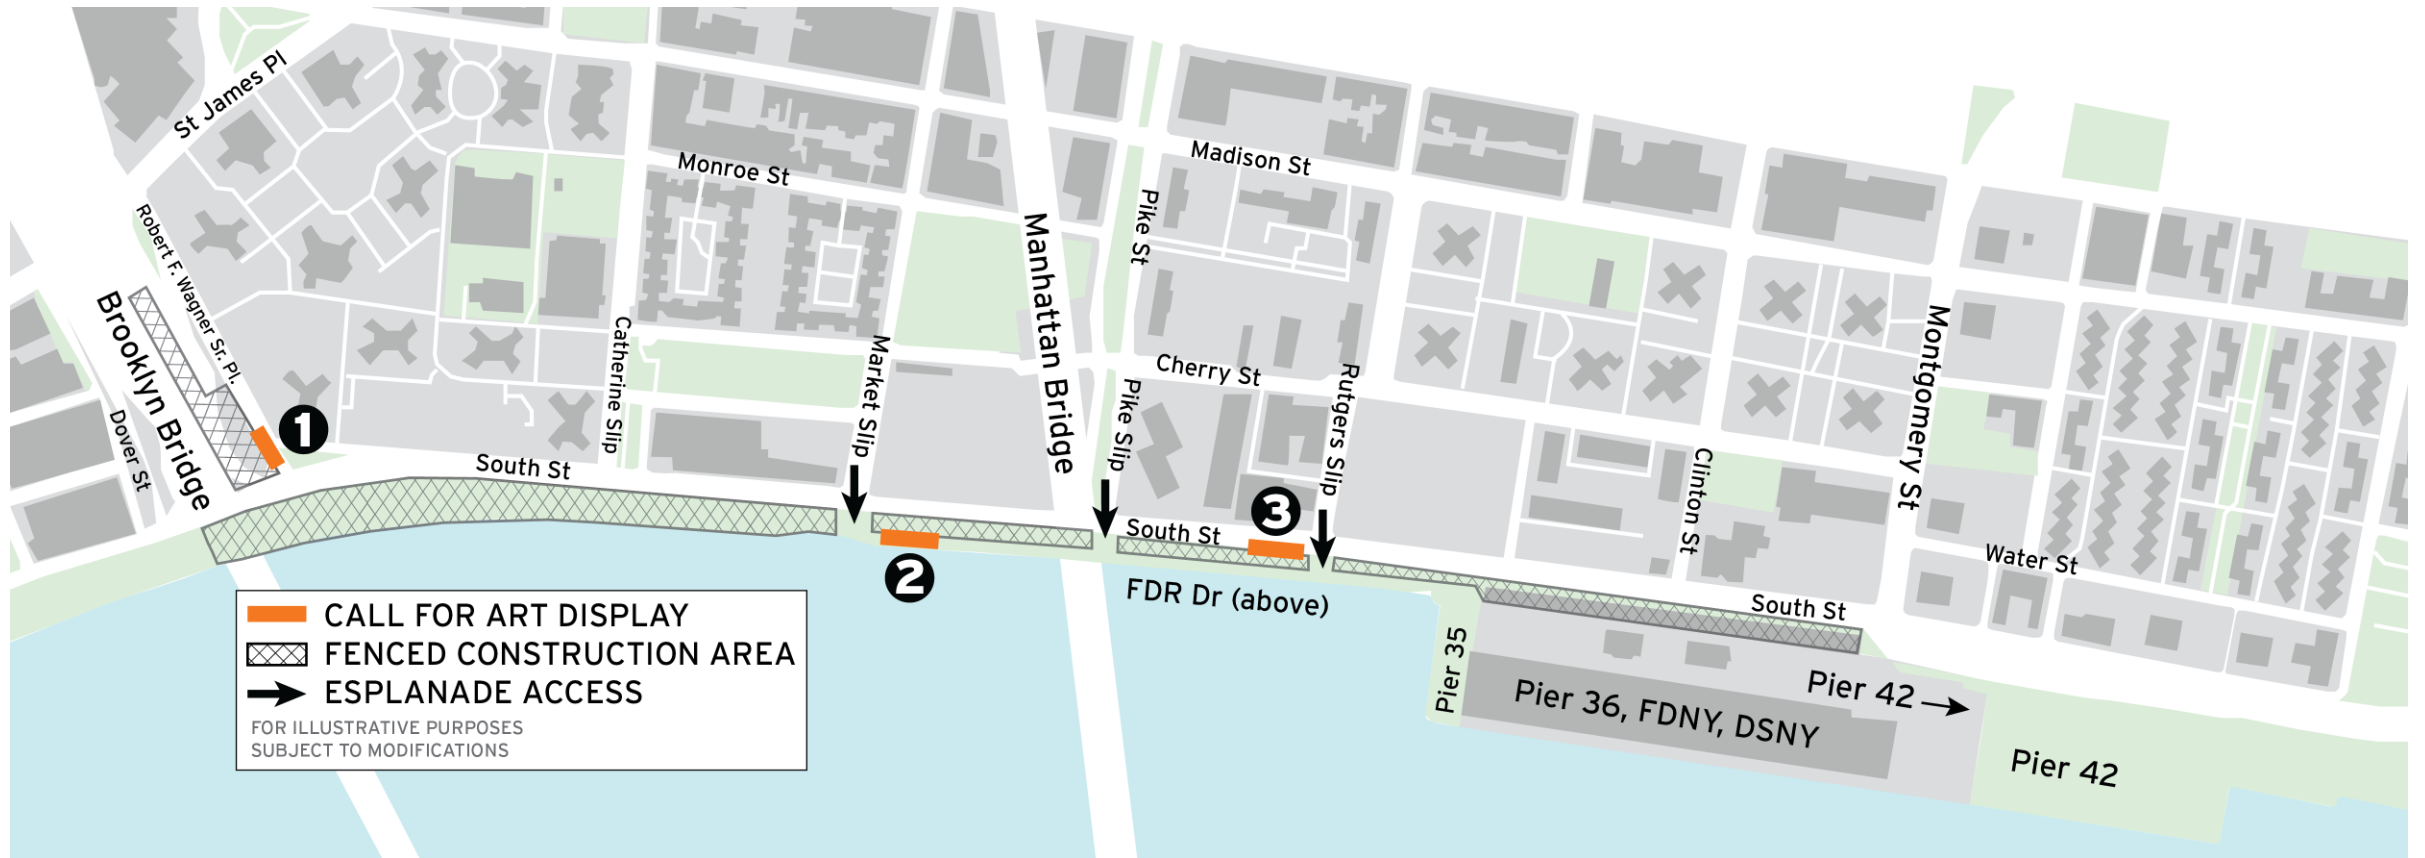 St James Pl
Monroe St
Madison St
Robert F. Wagner Sr. Pl.
Pike St
Manhattan Bridge
Brooklyn Bridge
Dover St
Catherine Slip
Market Slip
Cherry St
Pike Slip
Rutgers Slip
Montgomery St
Clinton St
1
South St
2
3
South St
Water St
South St
FDR Dr (above)
Pier 35
Pier 36, FDNY, DSNY
Pier 42
Pier 42
CALL FOR ART DISPLAY
FENCED CONSTRUCTION AREA
ESPLANADE ACCESS
FOR ILLUSTRATIVE PURPOSES
SUBJECT TO MODIFICATIONS